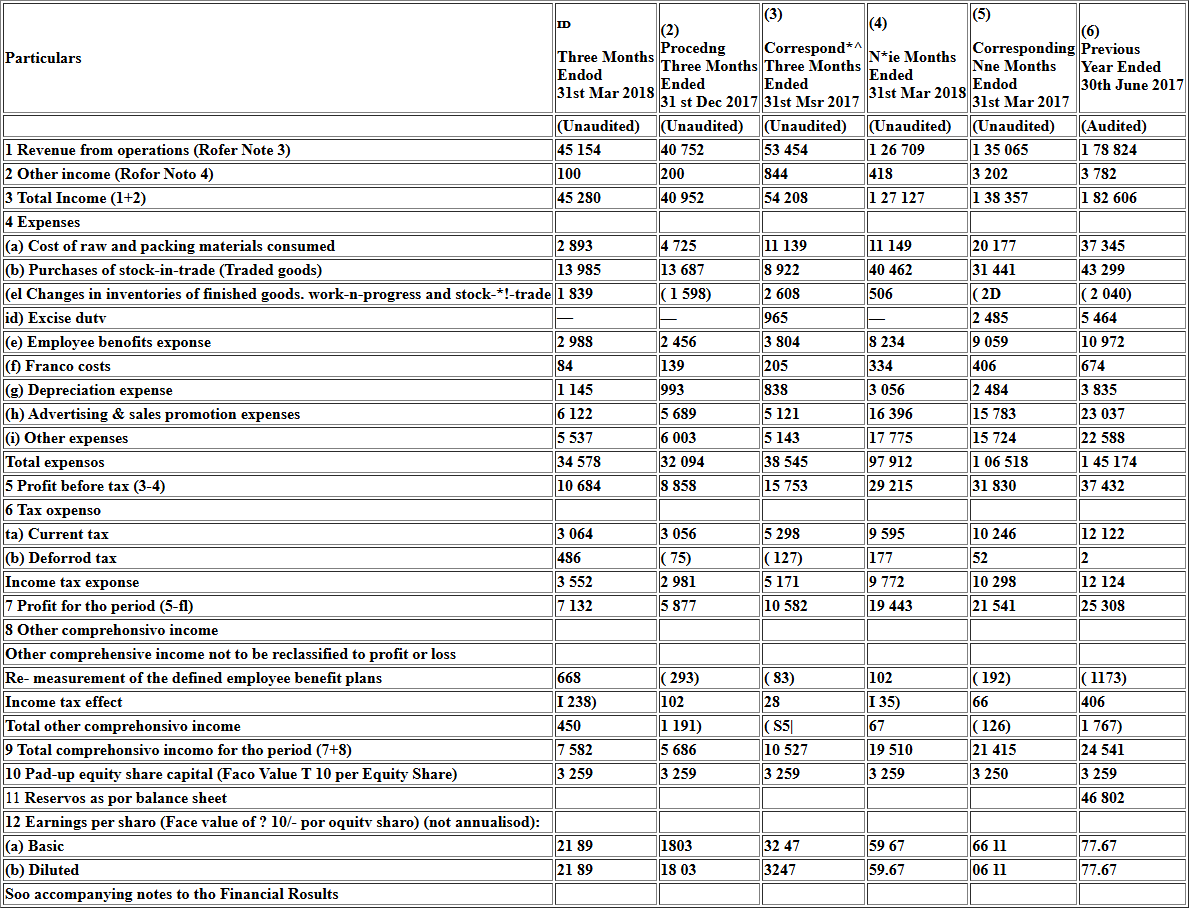 Particulars | ID Three Months Endod 31st Mar 2018 | (2) Procedng Three Months Ended 31 st Dec 2017 | (3) Correspond*^ Three Months Ended 31st Msr 2017 | (4) N*ie Months Ended 31st Mar 2018 | (5) Corresponding Nne Months Endod 31st Mar 2017 | (6) Previous Year Ended 30th June 2017
(Unaudited) | (Unaudited) | (Unaudited) | (Unaudited) | (Unaudited) | (Audited)
1 Revenue from operations (Rofer Note 3) | 45 154 | 40 752 | 53 454 | 1 26 709 | 1 35 065 | 1 78 824
2 Other income (Rofor Noto 4) | 100 | 200 | 844 | 418 | 3 202 | 3 782
3 Total Income (1+2) | 45 280 | 40 952 | 54 208 | 1 27 127 | 1 38 357 | 1 82 606
4 Expenses
(a) Cost of raw and packing materials consumed | 2 893 | 4 725 | 11 139 | 11 149 | 20 177 | 37 345
(b) Purchases of stock-in-trade (Traded goods) | 13 985 | 13 687 | 8 922 | 40 462 | 31 441 | 43 299
(el Changes in inventories of finished goods. work-n-progress and stock-*!-trade | 1 839 | ( 1 598) | 2 608 | 506 | ( 2D | ( 2 040)
id) Excise dutv | — | — | 965 | — | 2 485 | 5 464
(e) Employee benefits exponse | 2 988 | 2 456 | 3 804 | 8 234 | 9 059 | 10 972
(f) Franco costs | 84 | 139 | 205 | 334 | 406 | 674
(g) Depreciation expense | 1 145 | 993 | 838 | 3 056 | 2 484 | 3 835
(h) Advertising & sales promotion expenses | 6 122 | 5 689 | 5 121 | 16 396 | 15 783 | 23 037
(i) Other expenses | 5 537 | 6 003 | 5 143 | 17 775 | 15 724 | 22 588
Total expensos | 34 578 | 32 094 | 38 545 | 97 912 | 1 06 518 | 1 45 174
5 Profit before tax (3-4) | 10 684 | 8 858 | 15 753 | 29 215 | 31 830 | 37 432
6 Tax oxpenso
ta) Current tax | 3 064 | 3 056 | 5 298 | 9 595 | 10 246 | 12 122
(b) Deforrod tax | 486 | ( 75) | ( 127) | 177 | 52 | 2
Income tax exponse | 3 552 | 2 981 | 5 171 | 9 772 | 10 298 | 12 124
7 Profit for tho period (5-fl) | 7 132 | 5 877 | 10 582 | 19 443 | 21 541 | 25 308
8 Other comprehonsivo income
Other comprehensive income not to be reclassified to profit or loss
Re- measurement of the defined employee benefit plans | 668 | ( 293) | ( 83) | 102 | ( 192) | ( 1173)
Income tax effect | I 238) | 102 | 28 | I 35) | 66 | 406
Total other comprehonsivo income | 450 | 1 191) | ( S5| | 67 | ( 126) | 1 767)
9 Total comprehonsivo incomo for tho period (7+8) | 7 582 | 5 686 | 10 527 | 19 510 | 21 415 | 24 541
10 Pad-up equity share capital (Faco Value T 10 per Equity Share) | 3 259 | 3 259 | 3 259 | 3 259 | 3 250 | 3 259
11 Reservos as por balance sheet | 46 802
12 Earnings per sharo (Face value of ? 10/- por oquitv sharo) (not annualisod):
(a) Basic | 21 89 | 1803 | 32 47 | 59 67 | 66 11 | 77.67
(b) Diluted | 21 89 | 18 03 | 3247 | 59.67 | 06 11 | 77.67
Soo accompanying notes to tho Financial Rosults